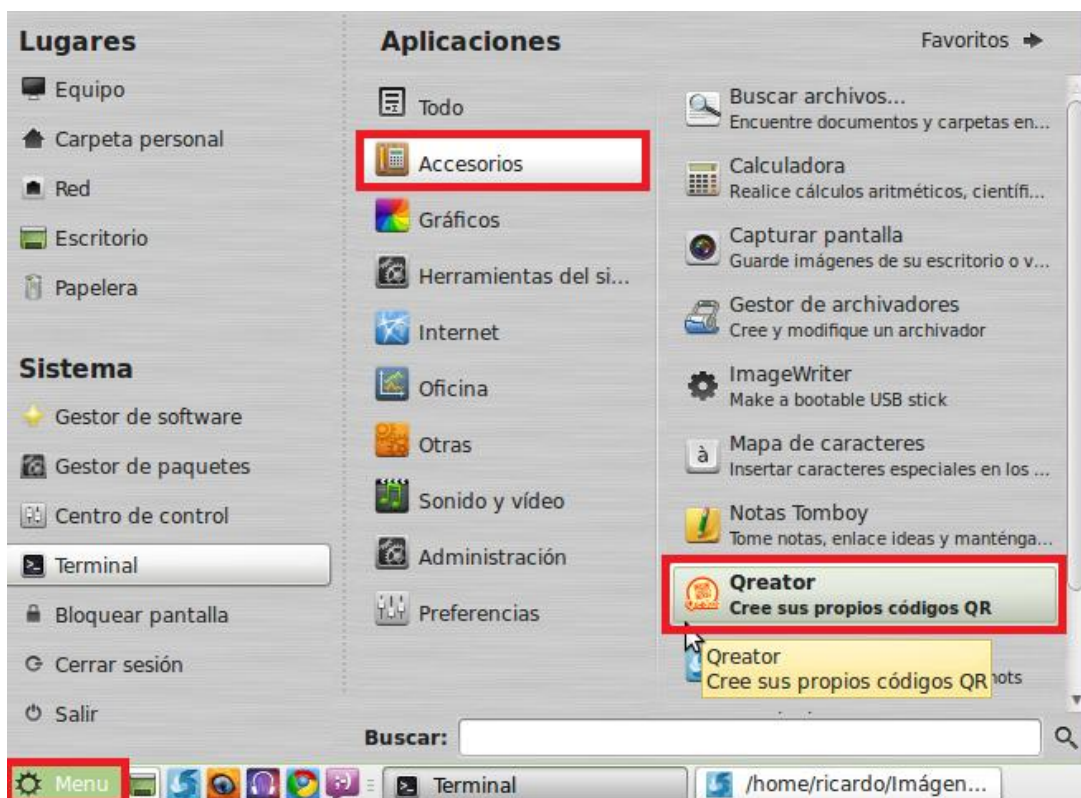 Lugares
Equipo
Carpeta personal
Red
Escritorio
Papelera
Sistema
Gestor de software
Gestor de paquetes
Centro de control
Terminal
Bloquear pantalla
Cerrar sesión
Salir
Aplicaciones
Favoritos
Todo
Accesorios
Gráficos
Herramientas del si...
Internet
Oficina
Otras
Sonido y vídeo
Administración
Preferencias
Buscar archivos...
Encuentre documentos y carpetas en...
Calculadora
Realice cálculos aritméticos, científi...
Capturar pantalla
Guarde imágenes de su escritorio o v...
Gestor de archivadores
Cree y modifique un archivador
ImageWriter
Make a bootable USB stick
à
Mapa de caracteres
Insertar caracteres especiales en los ...
Notas Tomboy
Tome notas, enlace ideas y manténga...
Qreator
Cree sus propios códigos QR
Qreator
Cree sus propios códigos QR
Buscar:
Menu
Terminal
/home/ricardo/Imágen...